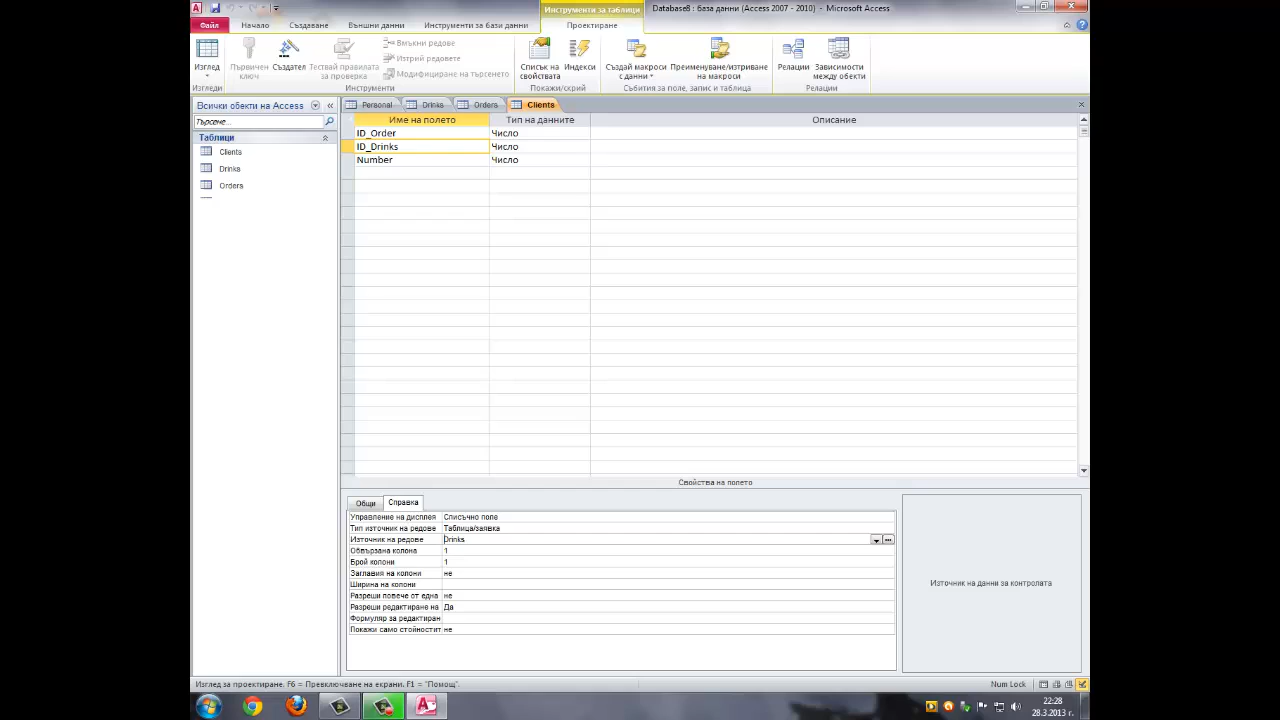 Инструменти за таблици
Database8 : база данни (Access 2007 - 2010) - Microsoft Access
Файл
Начало
Създаване
Външни данни
Инструменти за бази данни
Проектиране
Изглед
Първичен ключ
Създател
Тествай правилата за проверка
Вмъкни редове
Изтрий редовете
Модифициране на търсенето
Списък на свойствата
Индекси
Създай макроси с данни
Преименуване/изтриване на макроси
Релации
Зависимости между обекти
Изгледи
Инструменти
Покажи/скрий
Събития за поле, запис и таблица
Релации
Всички обекти на Access
Търсене...
Таблици
Clients
Drinks
Orders
Personal
Drinks
Orders
Clients
Име на полето
Тип на данните
Описание
ID_Order
Число
ID_Drinks
Число
Number
Число
Свойства на полето
Общи
Справка
Управление на дисплея
Списъчно поле
Тип източник на редове
Таблица/заявка
Източник на редове
Drinks
Обвързана колона
1
Брой колони
1
Заглавия на колони
не
Ширина на колони
Разреши повече от една
не
Разреши редактиране на
Да
Формуляр за редактиран
Покажи само стойностит
не
Източник на данни за контролата
Изглед за проектиране. F6 = Превключване на екрани. F1 = "Помощ".
Num Lock
22:28
28.3.2013 г.